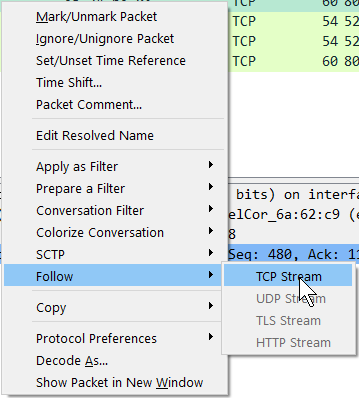 Mark/Unmark Packet
Ignore/Unignore Packet
Set/Unset Time Reference
Time Shift...
Packet Comment...
Edit Resolved Name
Apply as Filter
Prepare a Filter
Conversation Filter
Colorize Conversation
SCTP
Follow
Copy
Protocol Preferences
Decode As...
Show Packet in New Window
TCP Stream
UDP Stream
TLS Stream
HTTP Stream
TCP 60 80
TCP 54 52
TCP 54 52
TCP 60 80
bits) on interfa
elCor_6a:62:c9 (e
8
Seq: 480, Ack: 11